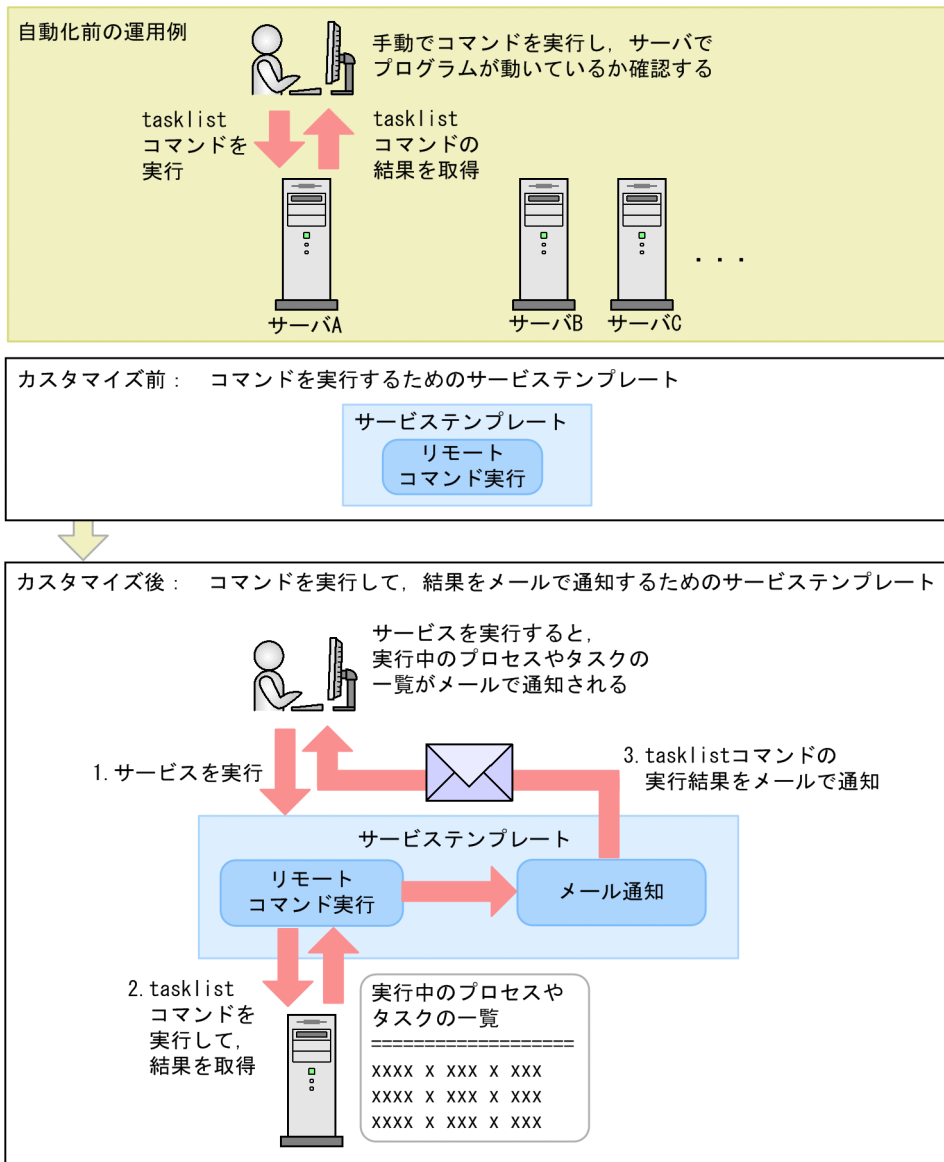 自動化前の運用例
手動でコマンドを実行し，サーバで
プログラムが動いているか確認する
tasklist
コマンドを
実行
tasklist
コマンドの
結果を取得
サーバA
サーバB
サーバC
・・・
カスタマイズ前： コマンドを実行するためのサービステンプレート
サービステンプレート
リモート
コマンド実行
カスタマイズ後： コマンドを実行して，結果をメールで通知するためのサービステンプレート
サービスを実行すると，
実行中のプロセスやタスクの
一覧がメールで通知される
1.サービスを実行
3.tasklistコマンドの
実行結果をメールで通知
サービステンプレート
リモート
コマンド実行
メール通知
2.tasklist
コマンドを
実行して，
結果を取得
実行中のプロセスや
タスクの一覧
===================
xxxx x xxx x xxx
xxxx x xxx x xxx
xxxx x xxx x xxx